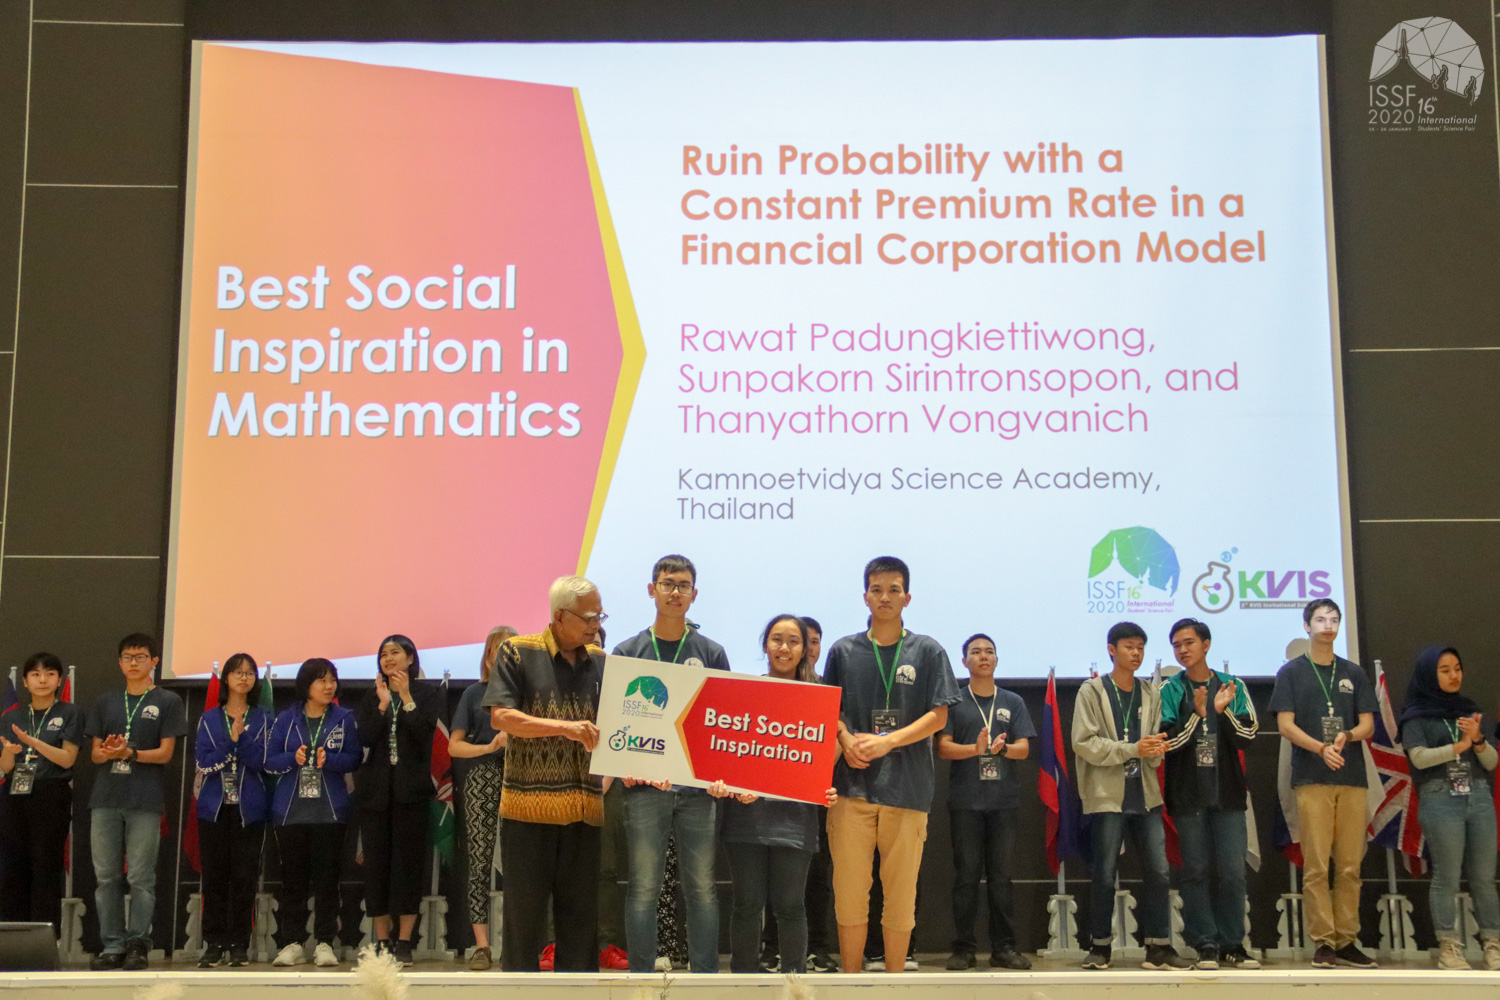 ISSF 16th
2020 International
Students' Science Fair
Best Social
Inspiration in
Mathematics
Ruin Probability with a
Constant Premium Rate in a
Financial Corporation Model
Rawat Padungkiettiwong,
Sunpakorn Sirintronsopon, and
Thanyathorn Vongvanich
Kamnoetvidya Science Academy,
Thailand
ISSF 16th
2020 International
Students' Science Fair
KVIS
ISSF 16
2020
KVIS
Best Social
Inspiration